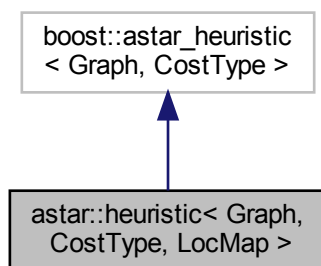 boost::astar_heuristic
< Graph, CostType >
astar::heuristic< Graph,
CostType, LocMap >